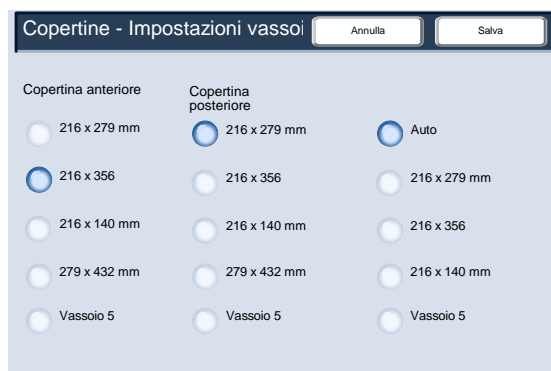 Copertine - Impostazioni vassoi
Annulla
Salva
Copertina anteriore
216 x 279 mm
216 x 356
216 x 140 mm
279 x 432 mm
Vassoio 5
Copertina
posteriore
216 x 279 mm
216 x 356
216 x 140 mm
279 x 432 mm
Vassoio 5
Auto
216 x 279 mm
216 x 356
216 x 140 mm
Vassoio 5